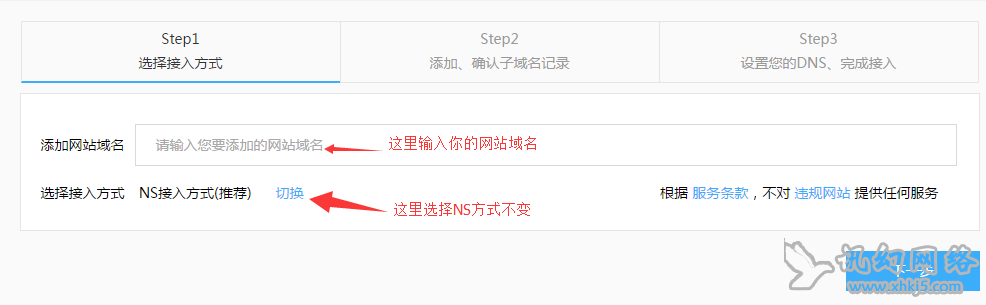 Step1
选择接入方式
Step2
添加、确认子域名记录
Step3
设置您的DNS、完成接入
添加网站域名
请输入您要添加的网站域名
这里输入你的网站域名
选择接入方式 NS接入方式(推荐) 切换
这里选择NS方式不变
根据 服务条款，不对 违规网站 提供任何服务
下一步
网络
www.xhkj5.com